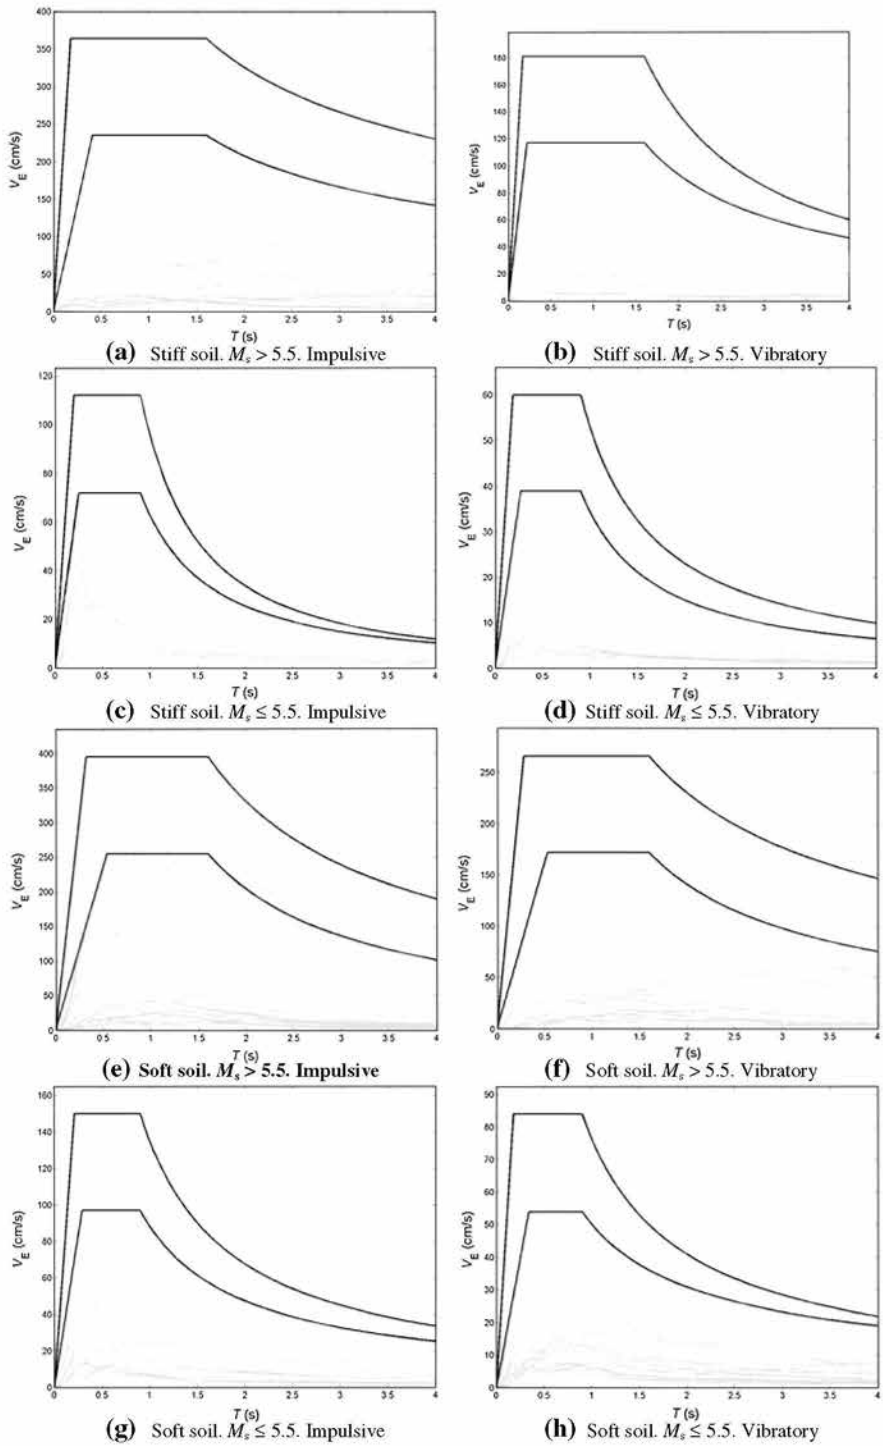 400
350
300
250
200
150
100
50
0
V_E (cm/s)
0 0.5 1 1.5 2 2.5 3 3.5 4
T (s)
(a) Stiff soil. M_s > 5.5. Impulsive
180
160
140
120
100
80
60
40
20
0
V_E (cm/s)
0 0.5 1 1.5 2 2.5 3 3.5 4
T (s)
(b) Stiff soil. M_s > 5.5. Vibratory
120
100
80
60
40
20
0
V_E (cm/s)
0 0.5 1 1.5 2 2.5 3 3.5 4
T (s)
(c) Stiff soil. M_s ≤ 5.5. Impulsive
60
50
40
30
20
10
0
V_E (cm/s)
0 0.5 1 1.5 2 2.5 3 3.5 4
T (s)
(d) Stiff soil. M_s ≤ 5.5. Vibratory
400
350
300
250
200
150
100
50
0
V_E (cm/s)
0 0.5 1 1.5 2 2.5 3 3.5 4
T (s)
(e) Soft soil. M_s > 5.5. Impulsive
250
200
150
100
50
0
V_E (cm/s)
0 0.5 1 1.5 2 2.5 3 3.5 4
T (s)
(f) Soft soil. M_s > 5.5. Vibratory
160
140
120
100
80
60
40
20
0
V_E (cm/s)
0 0.5 1 1.5 2 2.5 3 3.5 4
T (s)
(g) Soft soil. M_s ≤ 5.5. Impulsive
90
80
70
60
50
40
30
20
10
0
V_E (cm/s)
0 0.5 1 1.5 2 2.5 3 3.5 4
T (s)
(h) Soft soil. M_s ≤ 5.5. Vibratory